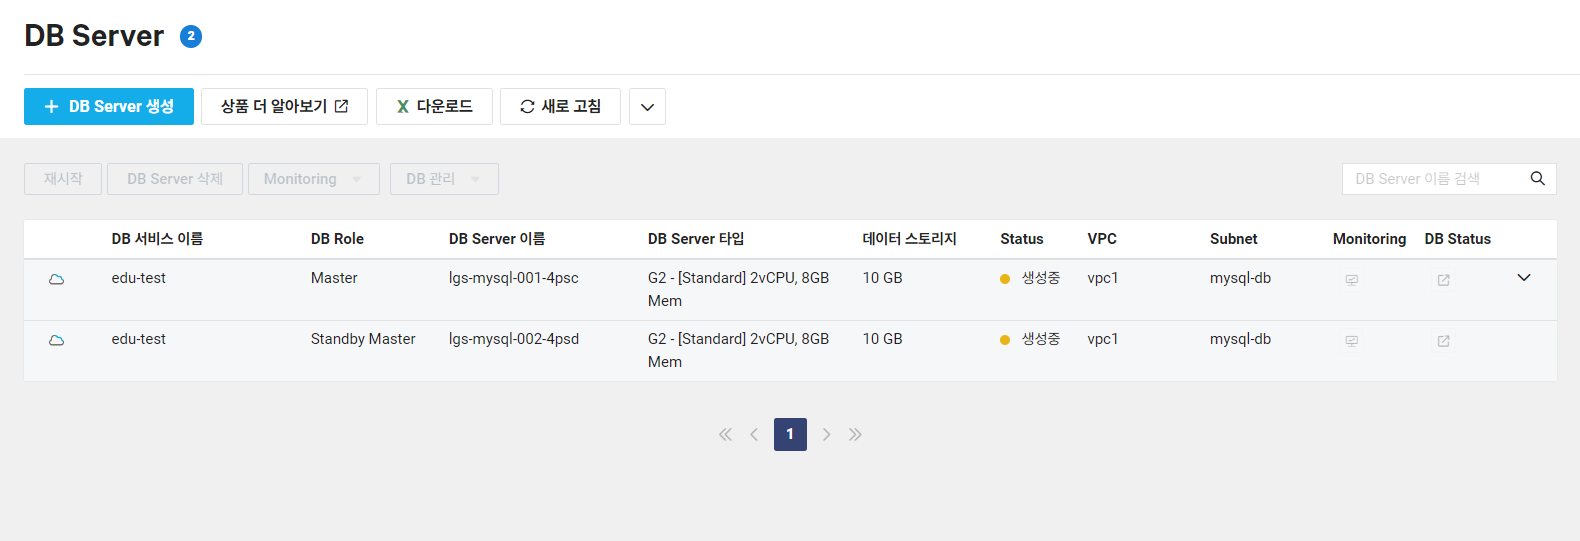 DB Server 2
DB Server 생성 상품 더 알아보기 다운로드 새로 고침
재시작 DB Server 삭제 Monitoring DB 관리 DB Server 이름 검색
DB 서비스 이름 DB Role DB Server 이름 DB Server 타입 데이터 스토리지 Status VPC Subnet Monitoring DB Status
edu-test Master lgs-mysql-001-4psc G2 - [Standard] 2vCPU, 8GB 10 GB 생성중 vpc1 mysql-db
Mem
edu-test Standby Master lgs-mysql-002-4psd G2 - [Standard] 2vCPU, 8GB 10 GB 생성중 vpc1 mysql-db
Mem
1